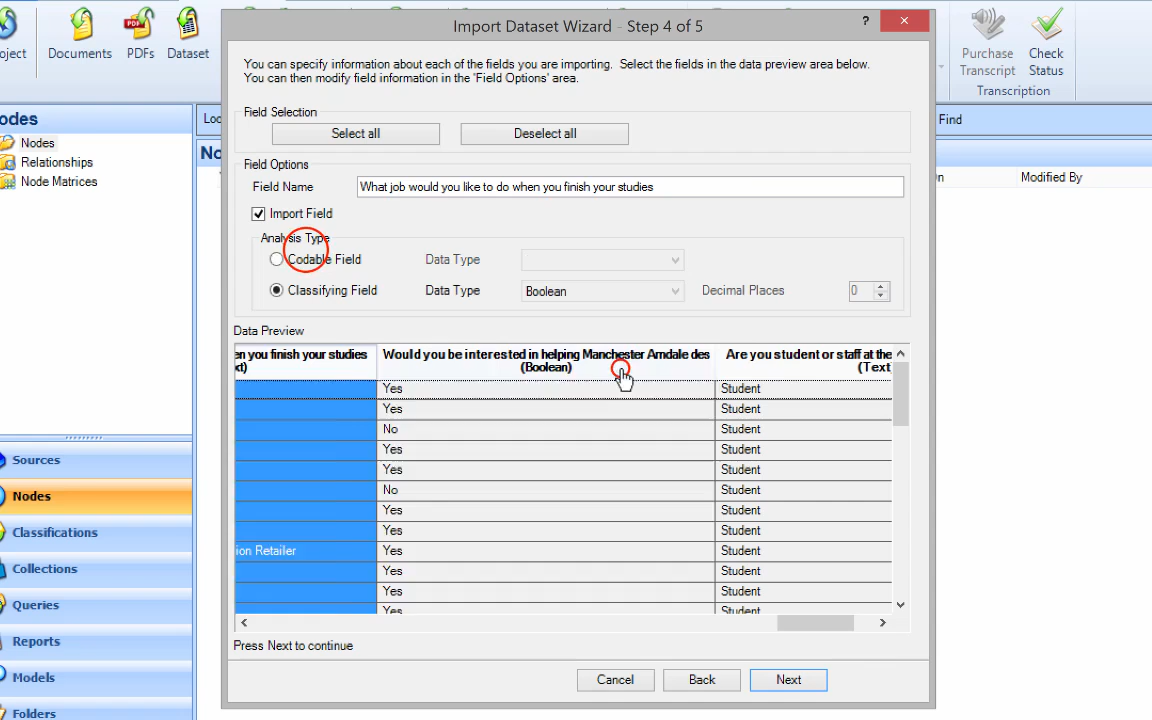 Import Dataset Wizard - Step 4 of 5
?
Documents
PDFs
Dataset
Purchase
Transcript
Check
Status
Transcription
You can specify information about each of the fields you are importing. Select the fields in the data preview area below.
You can then modify field information in the 'Field Options' area.
Nodes
Relationships
Node Matrices
Find
Modified By
Field Selection
Select all
Deselect all
Field Options
Field Name
What job would you like to do when you finish your studies
Import Field
Analysis Type
Codable Field
Data Type
Classifying Field
Data Type
Boolean
Decimal Places
0
Data Preview
en you finish your studies
Would you be interested in helping Manchester Arndale des
(Boolean)
Are you student or staff at the
(Text
Yes
Student
Yes
Student
No
Student
Yes
Student
Yes
Student
No
Student
Yes
Student
Yes
Student
ion Retailer
Yes
Student
Yes
Student
Yes
Student
Yes
Student
Press Next to continue
Cancel
Back
Next
Sources
Nodes
Classifications
Collections
Queries
Reports
Models
Folders